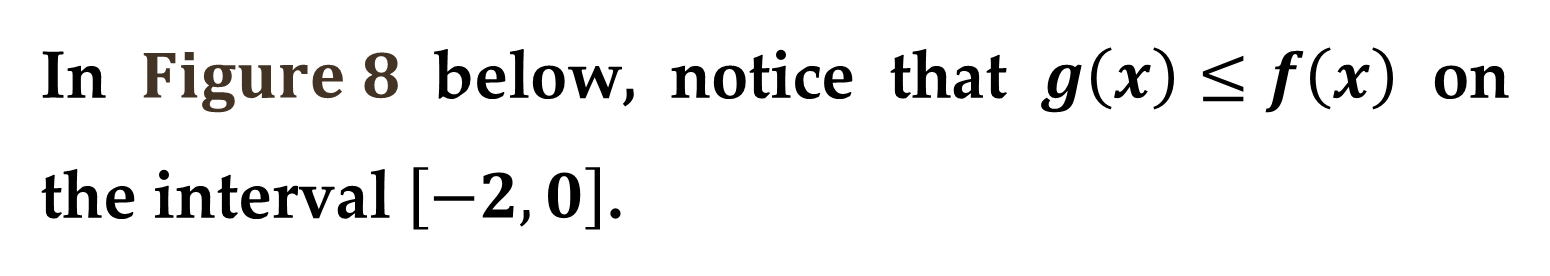 In Figure 8 below, notice that g(x) ≤ f(x) on
the interval [−2, 0].